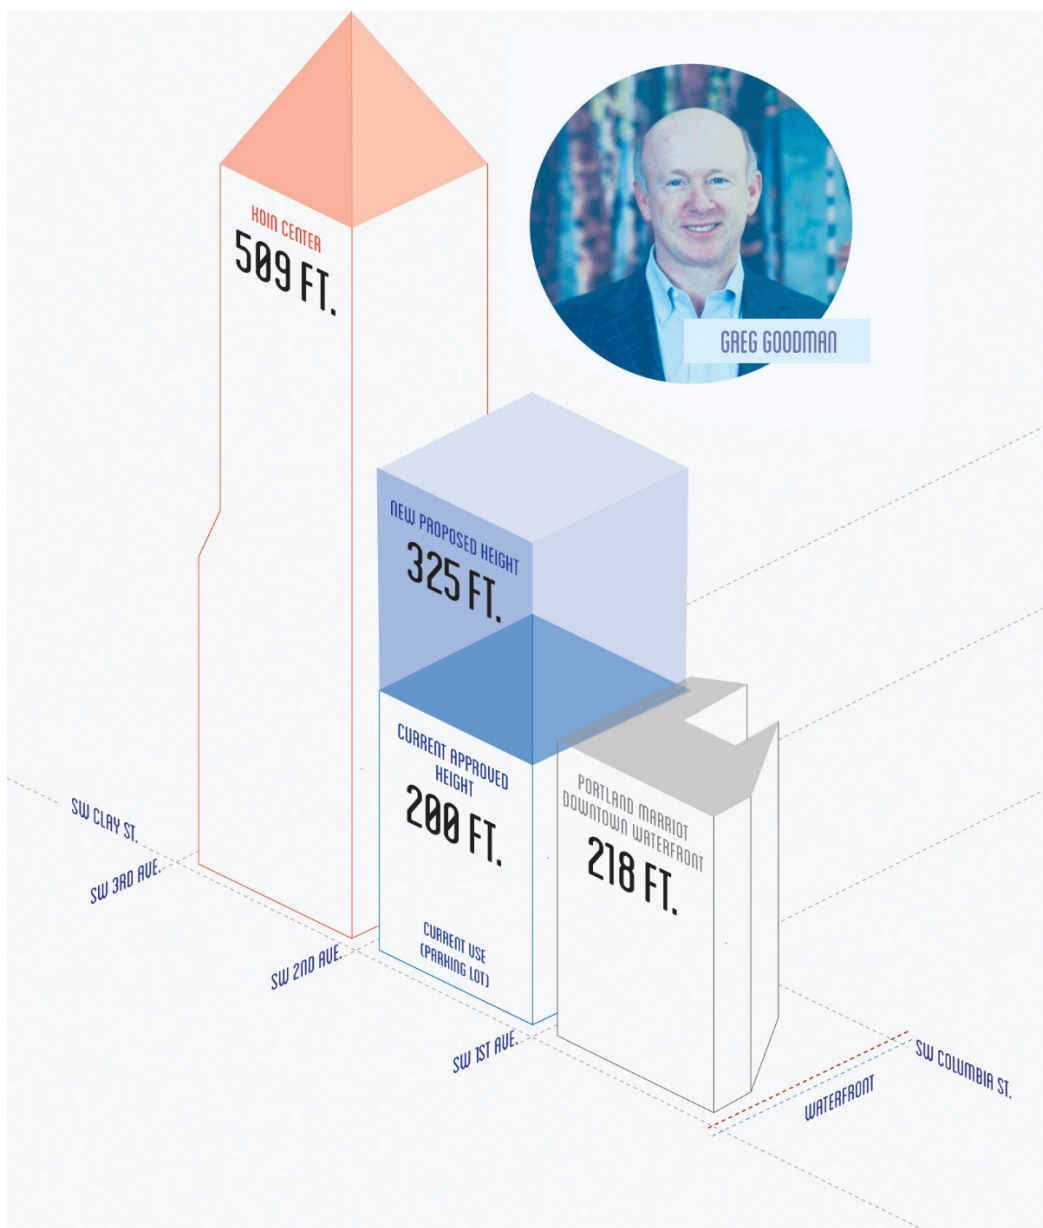 KOIN CENTER
509 FT.
GREG GOODMAN
NEW PROPOSED HEIGHT
325 FT.
CURRENT APPROVED
HEIGHT
200 FT.
CURRENT USE
(PARKING LOT)
PORTLAND MARRIOT
DOWNTOWN WATERFRONT
218 FT.
SW CLAY ST.
SW 3RD AVE.
SW 2ND AVE.
SW 1ST AVE.
WATERFRONT
SW COLUMBIA ST.